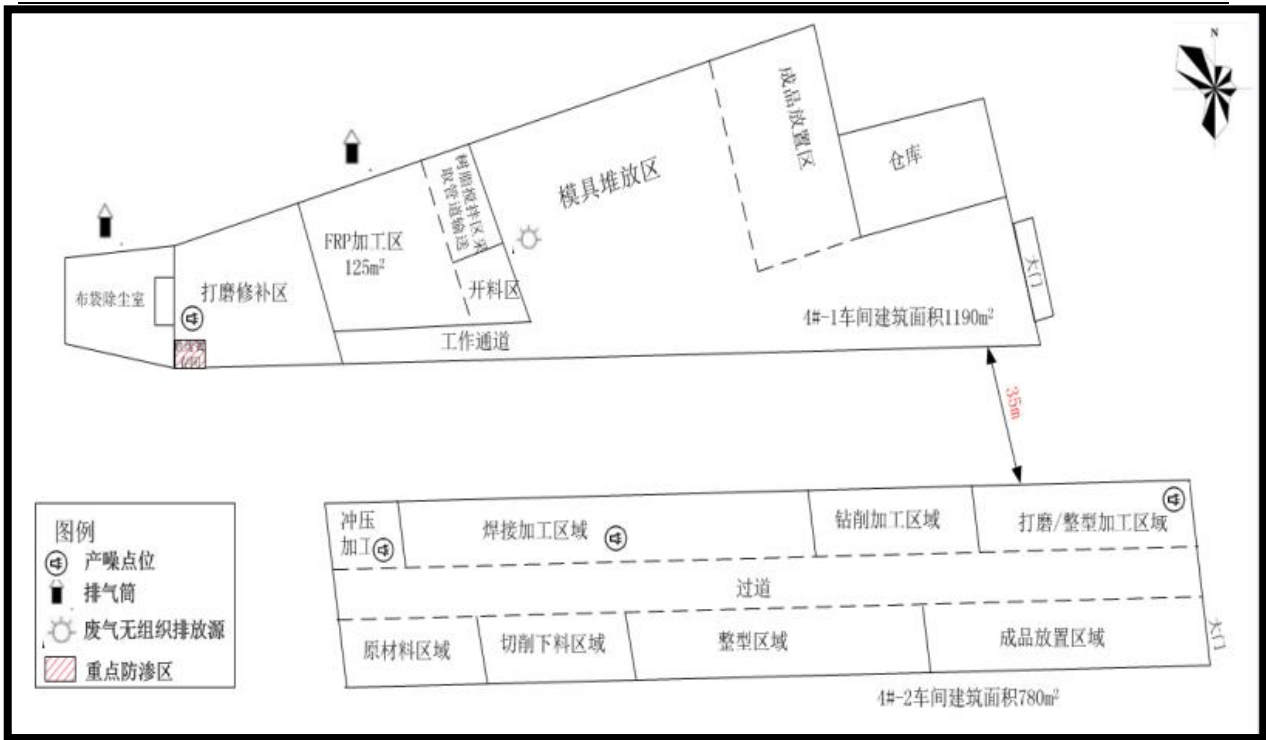 N
成品放置区
仓库
树脂搅拌区采
取管道输送
模具堆放区
FRP加工区
125m²
开料区
打磨修补区
布袋除尘室
大门
4#-1车间建筑面积1190m²
工作通道
35m
冲压
加工
焊接加工区域
钻削加工区域
打磨/整型加工区域
过道
原材料区域
切削下料区域
整型区域
成品放置区域
大门
4#-2车间建筑面积780m²
图例
产噪点位
排气筒
废气无组织排放源
重点防渗区